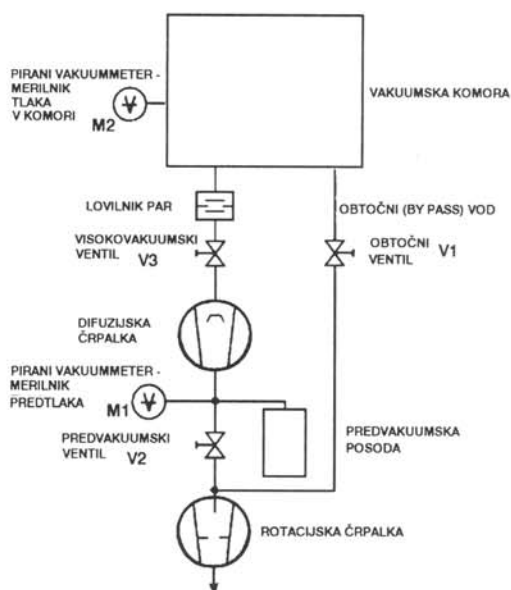 PIRANI VAKUUMMETER -
MERILNIK
TLAKA
V KOMORI
M2
VAKUUMSKA KOMORA
LOVILNIK PAR
OBTOČNI (BY PASS) VOD
VISOKOVAKUUMSKI
VENTIL V3
OBTOČNI V1
VENTIL
DIFUZIJSKA
ČRPALKA
PIRANI VAKUUMMETER -
MERILNIK
PREDTLAKA
M1
PREDVAKUUMSKI
VENTIL V2
PREDVAKUUMSKA
POSODA
ROTACIJSKA ČRPALKA